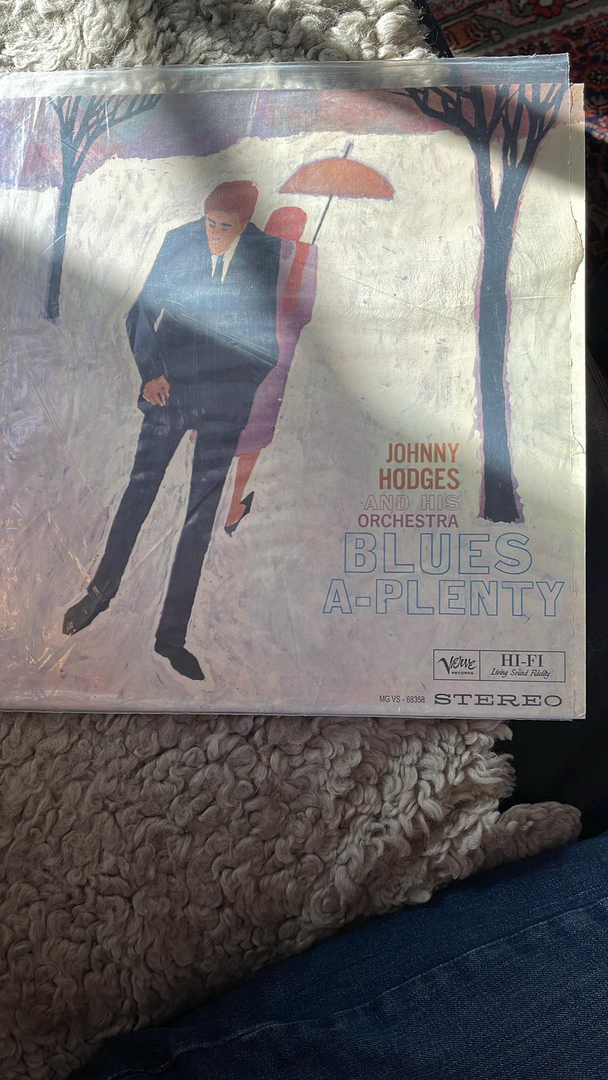 JOHNNY
HODGES
AND HIS
ORCHESTRA
BLUES
A-PLENTY
Verve
RECORDS
HI-FI
Living Sound Fidelity
MG VS - 68358 STEREO